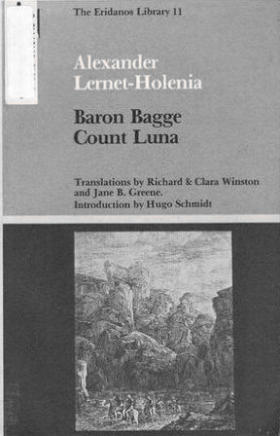 The Eridanos Library 11
Alexander
Lernet-Holenia
Baron Bagge
Count Luna
Translations by Richard & Clara Winston
and Jane B. Greene.
Introduction by Hugo Schmidt